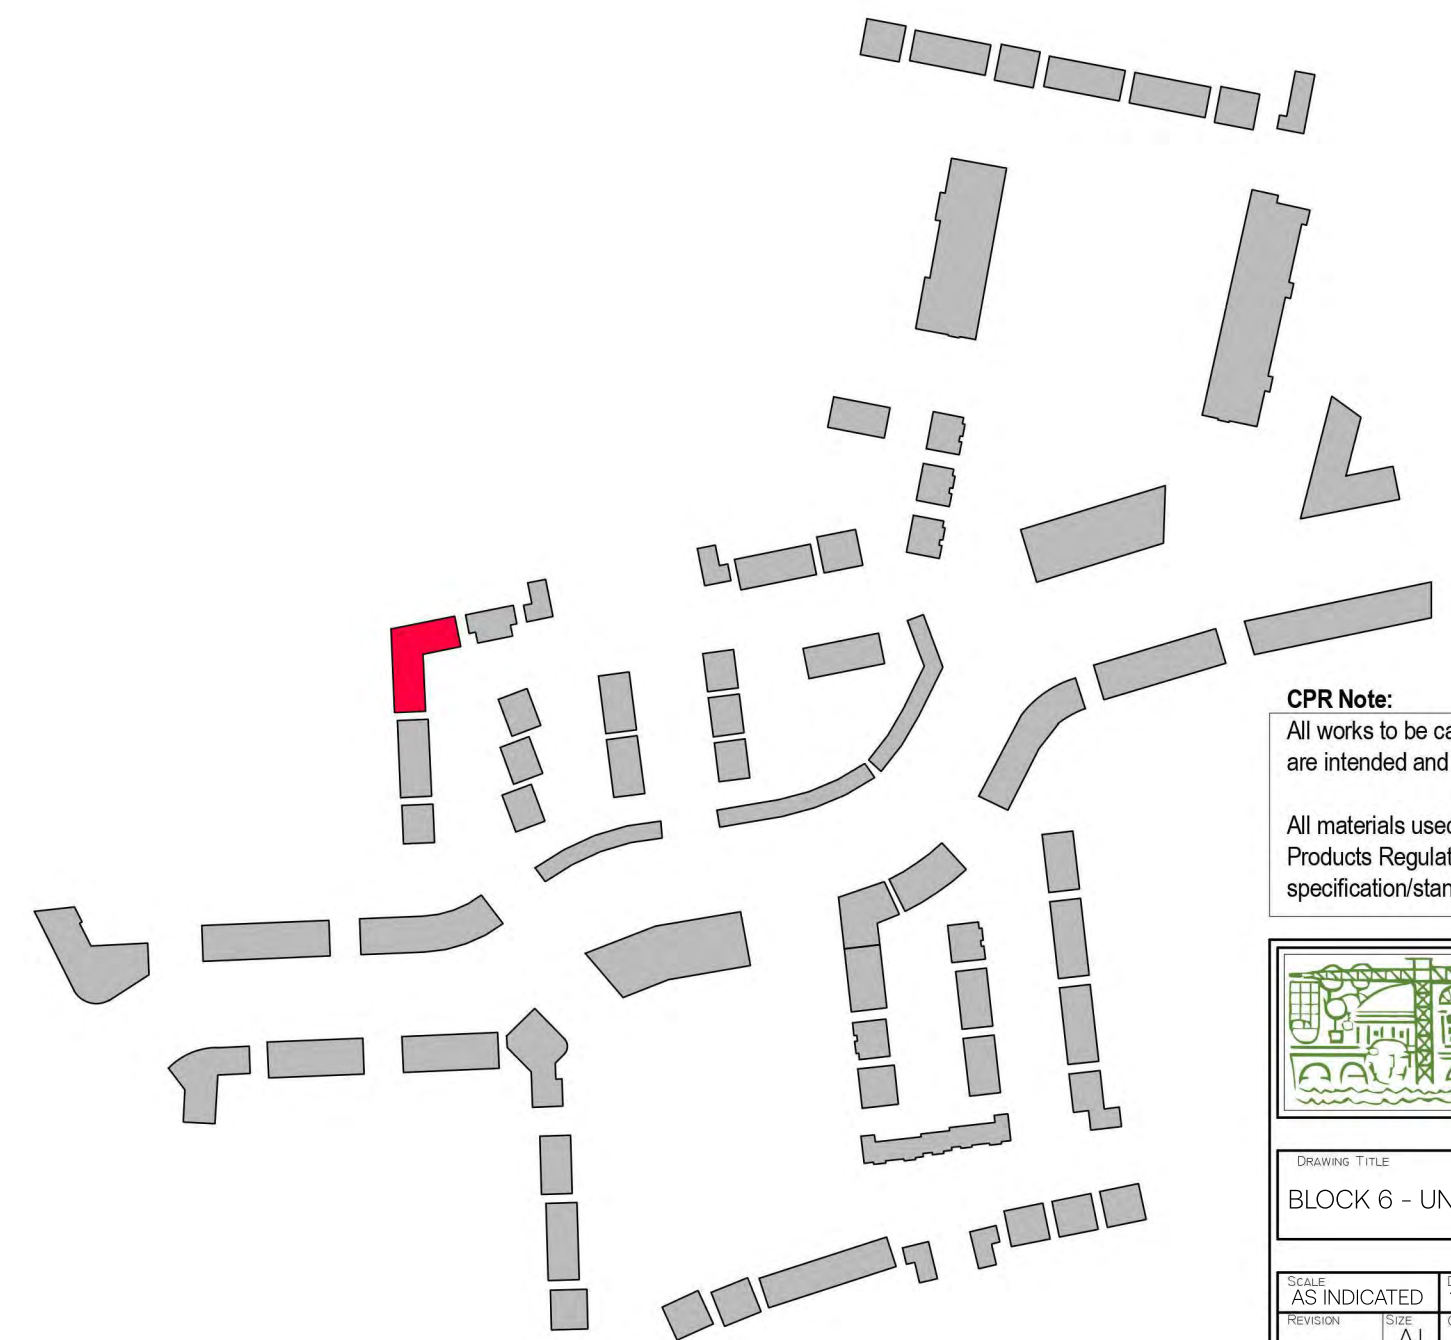 CPR Note:
All works to be ca
are intended and
All materials used
Products Regulat
specification/stan
DRAWING TITLE
BLOCK 6 - UN
SCALE
AS INDICATED
REVISION
SIZE
A1